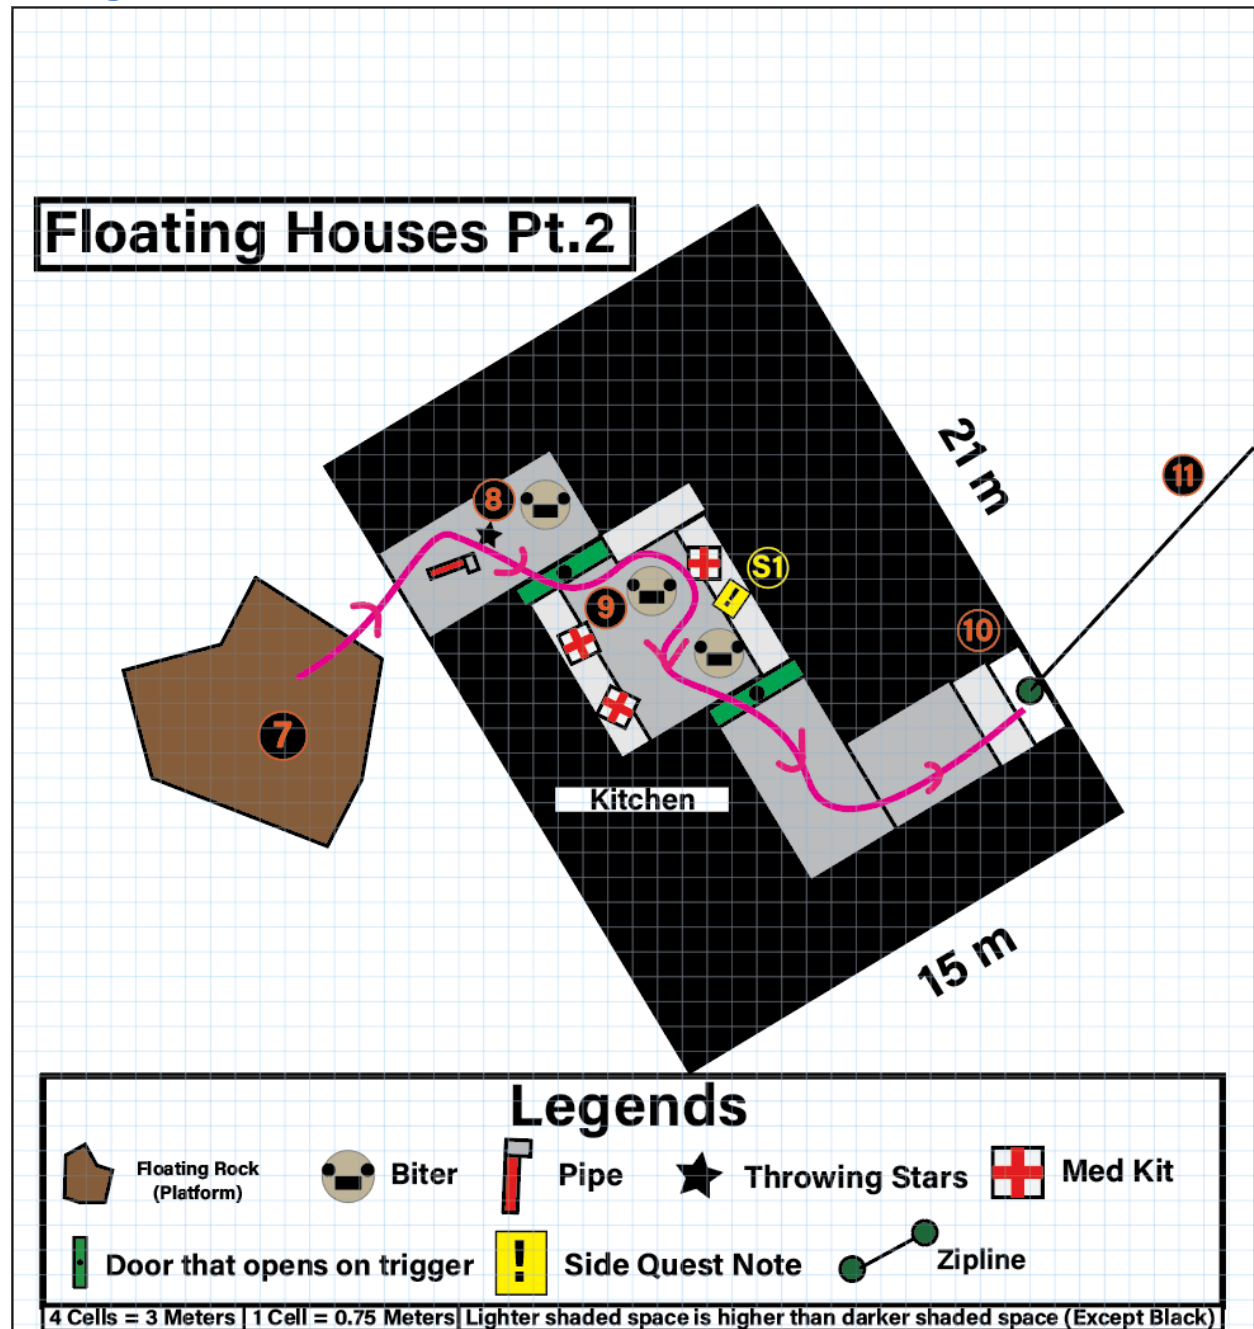 Floating Houses Pt.2
21 m
11
8
S1
9
10
7
Kitchen
15 m
Legends
Floating Rock
(Platform)
Biter
Pipe
Throwing Stars
Med Kit
Door that opens on trigger
!
Side Quest Note
Zipline
4 Cells = 3 Meters | 1 Cell = 0.75 Meters| Lighter shaded space is higher than darker shaded space (Except Black)